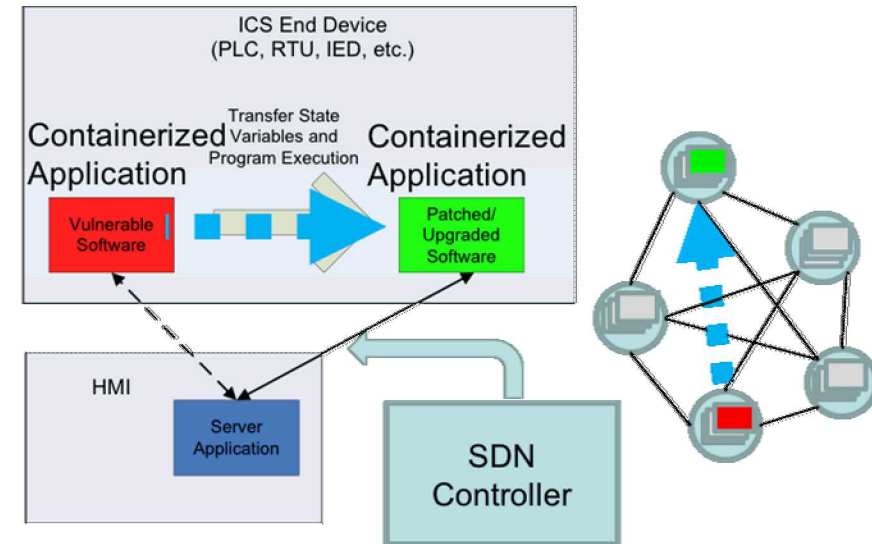 ICS End Device
(PLC, RTU, IED, etc.)
Transfer State
Variables and
Program Execution
Containerized
Application
Containerized
Application
Vulnerable
Software
Patched/
Upgraded
Software
HMI
Server
Application
SDN
Controller